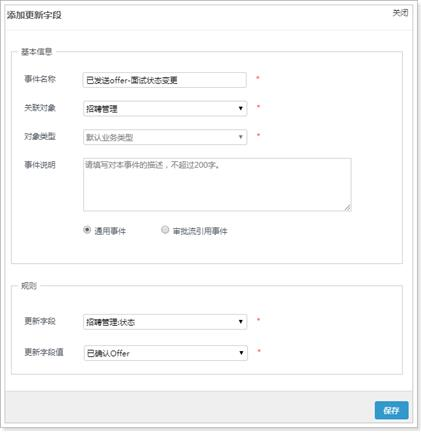 添加更新字段 关闭
基本信息
事件名称 已发送offer-面试状态变更 *
关联对象 招聘管理 *
对象类型 默认业务类型 *
事件说明 请填写对本事件的描述，不超过200字。
通用事件 审批流引用事件
规则
更新字段 招聘管理:状态 *
更新字段值 已确认Offer *
保存